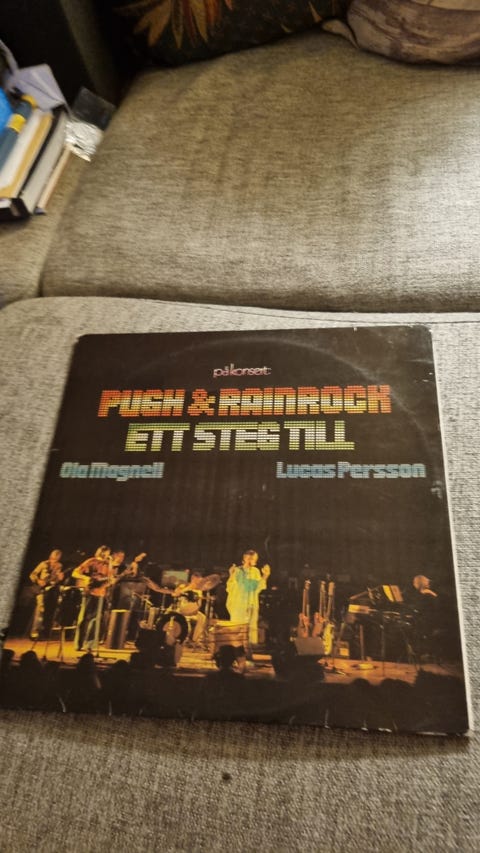 på konsert:
PUGH & RAINROCK
ETT STEG TILL
Ola Magnell
Lucas Persson